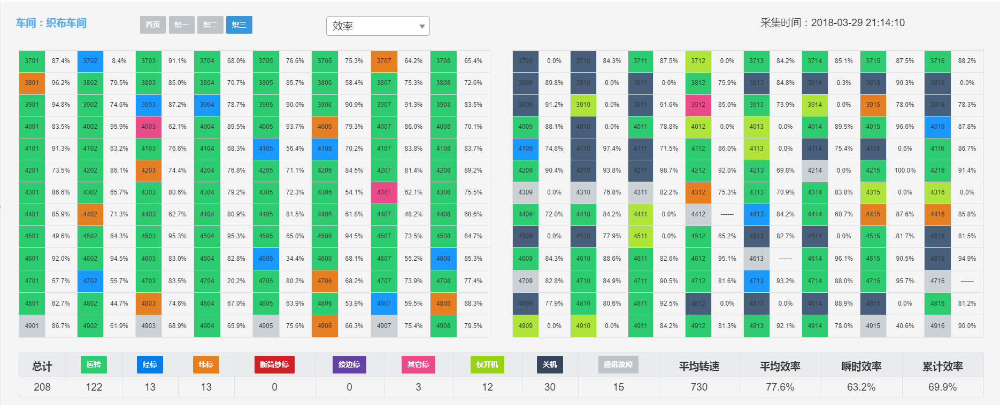 车间：织布车间 首页 织一 织二 织三 效率 采集时间：2018-03-29 21:14:10
3701 87.4% 3702 8.4% 3703 91.1% 3704 68.0% 3705 76.6% 3706 75.3% 3707 64.2% 3708 65.4% 3709 0.0% 3710 84.3% 3711 87.5% 3712 0.0% 3713 84.2% 3714 85.1% 3715 87.5% 3716 88.2%
3801 96.2% 3802 79.5% 3803 85.0% 3804 70.7% 3805 85.7% 3806 58.4% 3807 75.3% 3808 72.6% 3809 89.8% 3810 0.0% 3811 0.0% 3812 75.9% 3813 84.8% 3814 0.3% 3815 90.3% 3816 0.0%
3901 94.8% 3902 74.6% 3903 87.2% 3904 78.7% 3905 90.0% 3906 90.9% 3907 91.3% 3908 83.5% 3909 91.2% 3910 0.0% 3911 91.6% 3912 85.0% 3913 73.9% 3914 0.0% 3915 78.0% 3916 78.3%
4001 83.5% 4002 95.9% 4003 62.1% 4004 89.5% 4005 93.7% 4006 79.3% 4007 86.0% 4008 70.1% 4009 88.1% 4010 0.0% 4011 78.8% 4012 0.0% 4013 0.0% 4014 89.5% 4015 96.6% 4016 87.8%
4101 91.3% 4102 63.2% 4103 76.6% 4104 68.3% 4105 56.4% 4106 70.2% 4107 83.8% 4108 83.7% 4109 74.8% 4110 97.4% 4111 71.5% 4112 86.0% 4113 0.0% 4114 75.4% 4115 0.6% 4116 86.7%
4201 73.5% 4202 86.1% 4203 74.4% 4204 76.8% 4205 71.1% 4206 84.5% 4207 81.4% 4208 89.2% 4209 90.4% 4210 93.8% 4211 98.7% 4212 92.0% 4213 69.8% 4214 0.0% 4215 100.0% 4216 91.4%
4301 86.6% 4302 65.7% 4303 80.6% 4304 79.2% 4305 72.3% 4306 54.1% 4307 62.1% 4308 75.5% 4309 0.0% 4310 76.8% 4311 82.2% 4312 75.3% 4313 70.9% 4314 83.8% 4315 0.0% 4316 0.0%
4401 85.9% 4402 71.3% 4403 62.7% 4404 80.9% 4405 81.5% 4406 61.8% 4407 48.2% 4408 68.6% 4409 72.0% 4410 84.2% 4411 0.0% 4412 ------ 4413 84.2% 4414 60.7% 4415 87.6% 4416 85.8%
4501 49.6% 4502 64.3% 4503 95.3% 4504 95.3% 4505 65.0% 4506 94.5% 4507 73.5% 4508 84.7% 4509 0.0% 4510 77.9% 4511 0.0% 4512 65.2% 4513 82.7% 4514 0.0% 4515 81.7% 4516 81.5%
4601 92.0% 4602 94.5% 4603 83.0% 4604 82.8% 4605 34.4% 4606 68.1% 4607 55.2% 4608 85.3% 4609 84.3% 4610 88.6% 4611 82.6% 4612 95.1% 4613 ------ 4614 96.1% 4615 90.5% 4616 94.9%
4701 57.7% 4702 55.7% 4703 83.5% 4704 20.2% 4705 80.2% 4706 68.2% 4707 73.9% 4708 77.4% 4709 82.8% 4710 84.9% 4711 90.5% 4712 81.6% 4713 93.2% 4714 88.0% 4715 95.7% 4716 ------
4801 62.7% 4802 44.7% 4803 74.6% 4804 67.0% 4805 63.9% 4806 53.9% 4807 59.5% 4808 88.3% 4809 77.9% 4810 80.6% 4811 92.5% 4812 0.0% 4813 0.0% 4814 88.9% 4815 0.0% 4816 81.2%
4901 86.7% 4902 61.9% 4903 68.9% 4904 65.9% 4905 75.6% 4906 66.3% 4907 75.4% 4908 79.5% 4909 0.0% 4910 0.0% 4911 84.2% 4912 81.3% 4913 92.1% 4914 78.0% 4915 40.6% 4916 90.0%
总计 运转 经停 纬停 断筒纱停 绞边停 其它停 仅开机 关机 通讯故障 平均转速 平均效率 瞬时效率 累计效率
208 122 13 13 0 0 3 12 30 15 730 77.6% 63.2% 69.9%